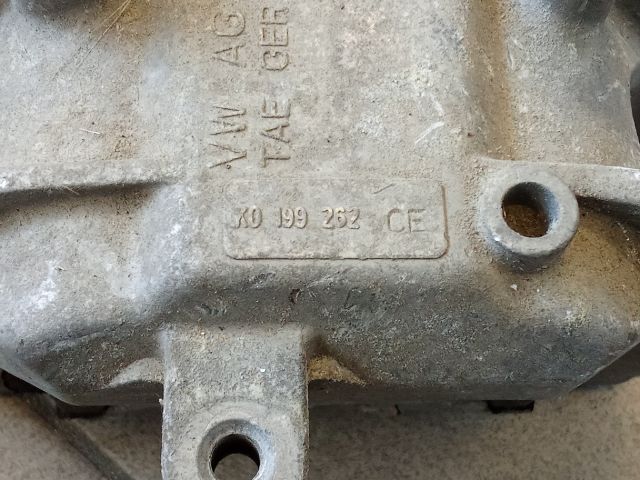 VW AG
TAE GER
X0 199 262 CE